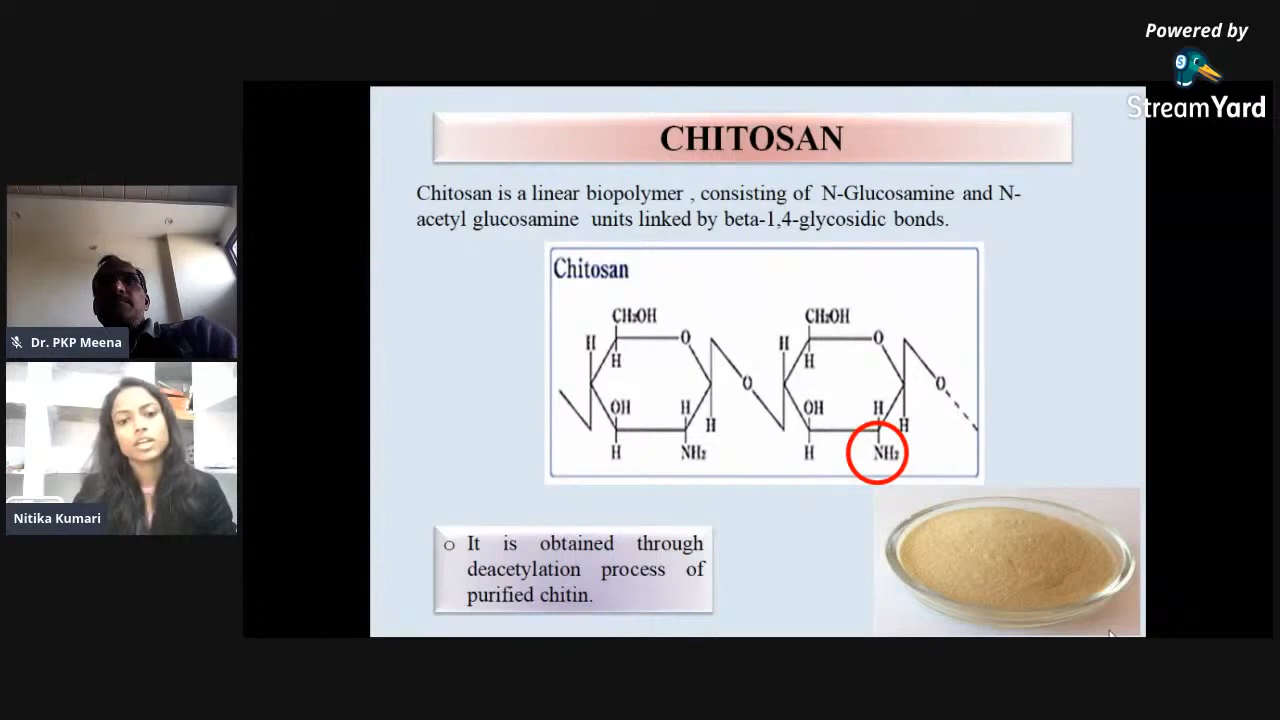 Powered by
StreamYard
CHITOSAN
Chitosan is a linear biopolymer , consisting of N-Glucosamine and N-
acetyl glucosamine units linked by beta-1,4-glycosidic bonds.
Chitosan
CH₂OH CH₂OH
H O H O
H H
O O
OH H OH H
H H
H NH₂ H NH₂
It is obtained through
deacetylation process of
purified chitin.
Dr. PKP Meena
Nitika Kumari